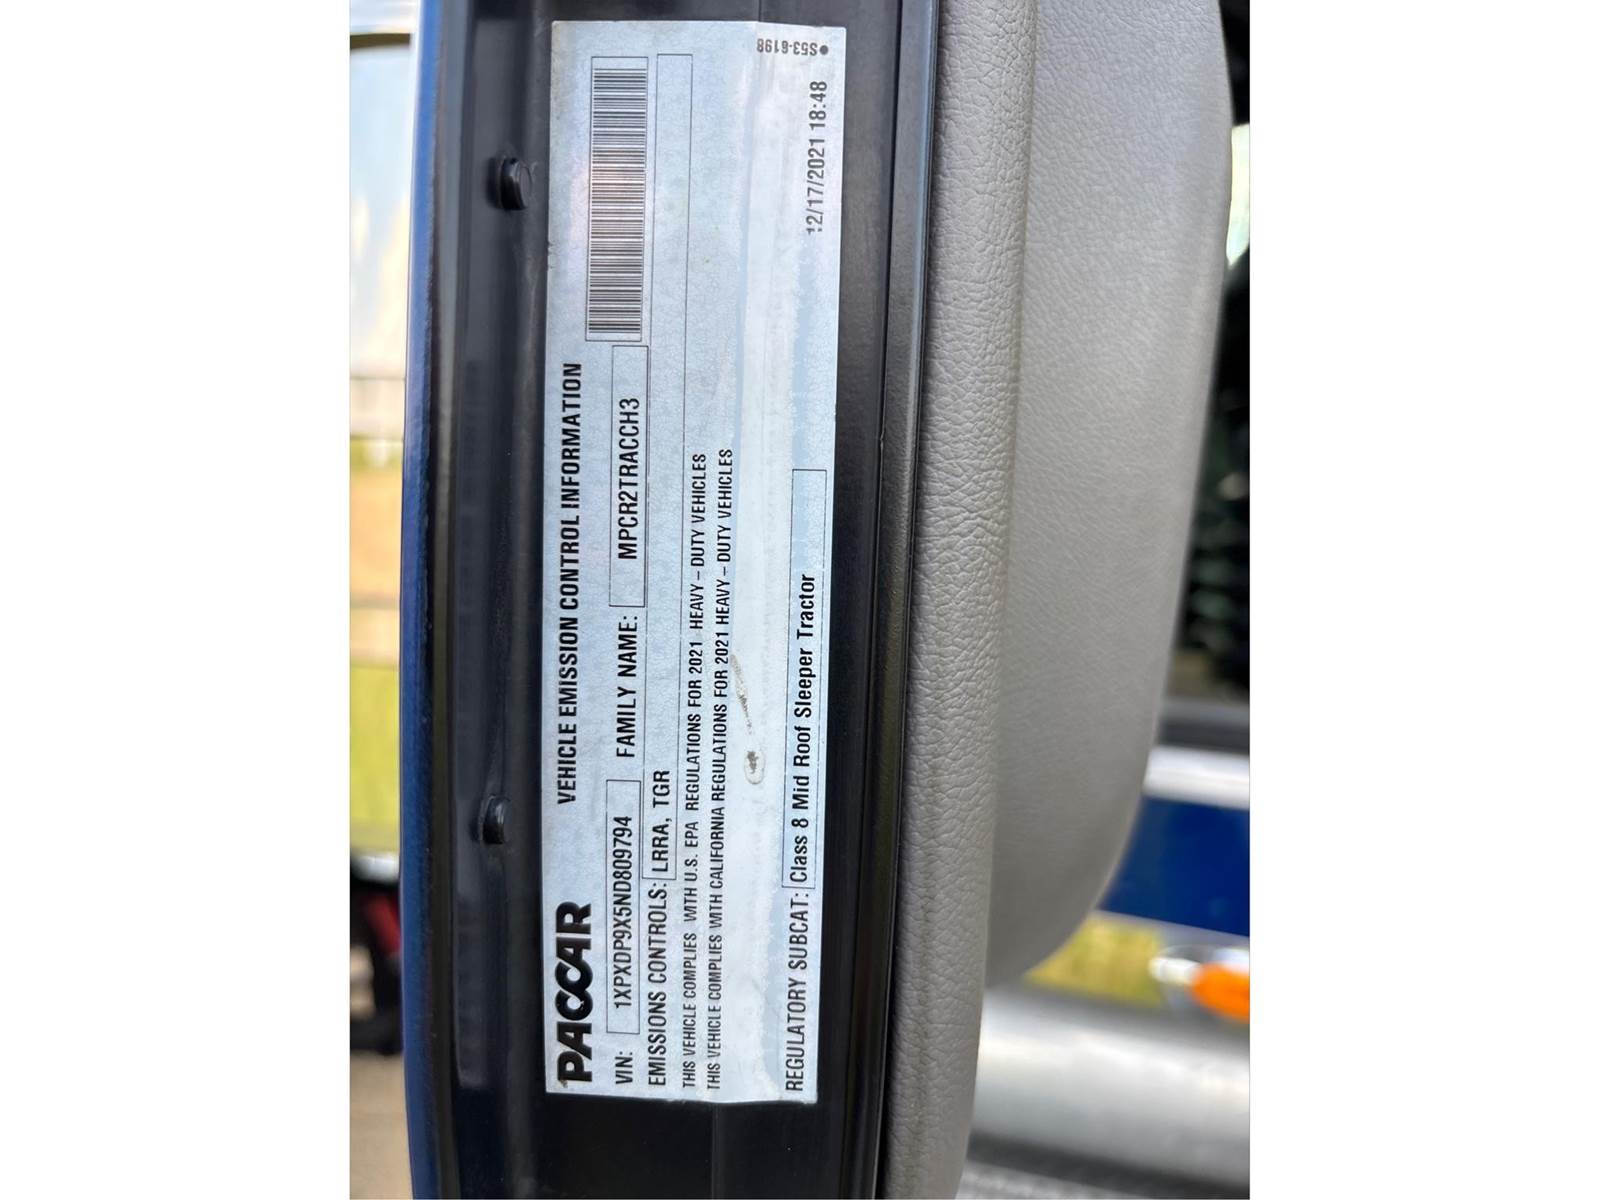 PACCAR VEHICLE EMISSION CONTROL INFORMATION
VIN: 1XPXDP9X5ND809794 FAMILY NAME: MPCR2TRACCH3
EMISSIONS CONTROLS: LRRA, TGR
THIS VEHICLE COMPLIES WITH U.S. EPA REGULATIONS FOR 2021 HEAVY - DUTY VEHICLES
THIS VEHICLE COMPLIES WITH CALIFORNIA REGULATIONS FOR 2021 HEAVY - DUTY VEHICLES
REGULATORY SUBCAT: Class 8 Mid Roof Sleeper Tractor
12/17/2021 18:48
S53-6198